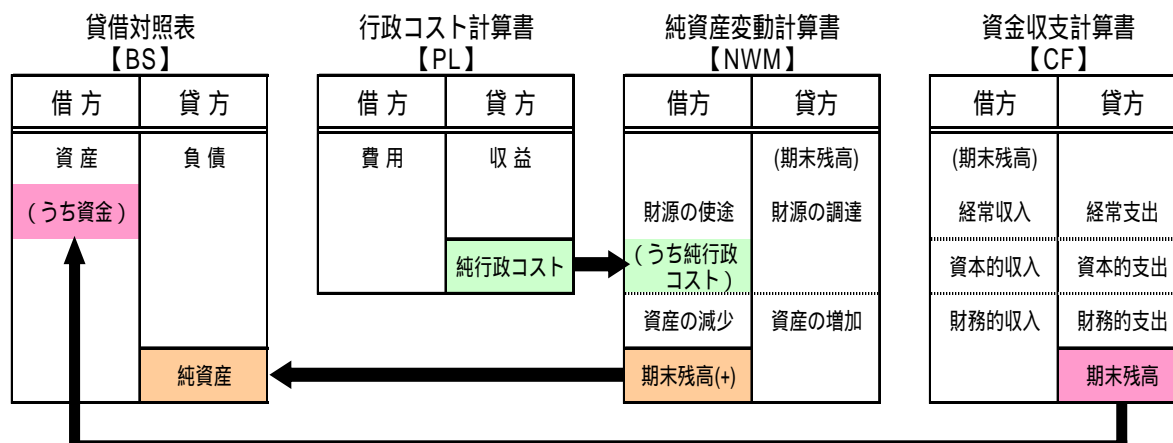 貸借対照表
【BS】
借 方
貸 方
資 産
負 債
(うち資金)
純資産
行政コスト計算書
【PL】
借 方
貸 方
費 用
収 益
純行政コスト
純資産変動計算書
【NWM】
借方
貸方
(期末残高)
財源の使途
財源の調達
(うち純行政
コスト)
資産の減少
資産の増加
期末残高(+)
資金収支計算書
【CF】
借方
貸方
(期末残高)
経常収入
経常支出
資本的収入
資本的支出
財務的収入
財務的支出
期末残高